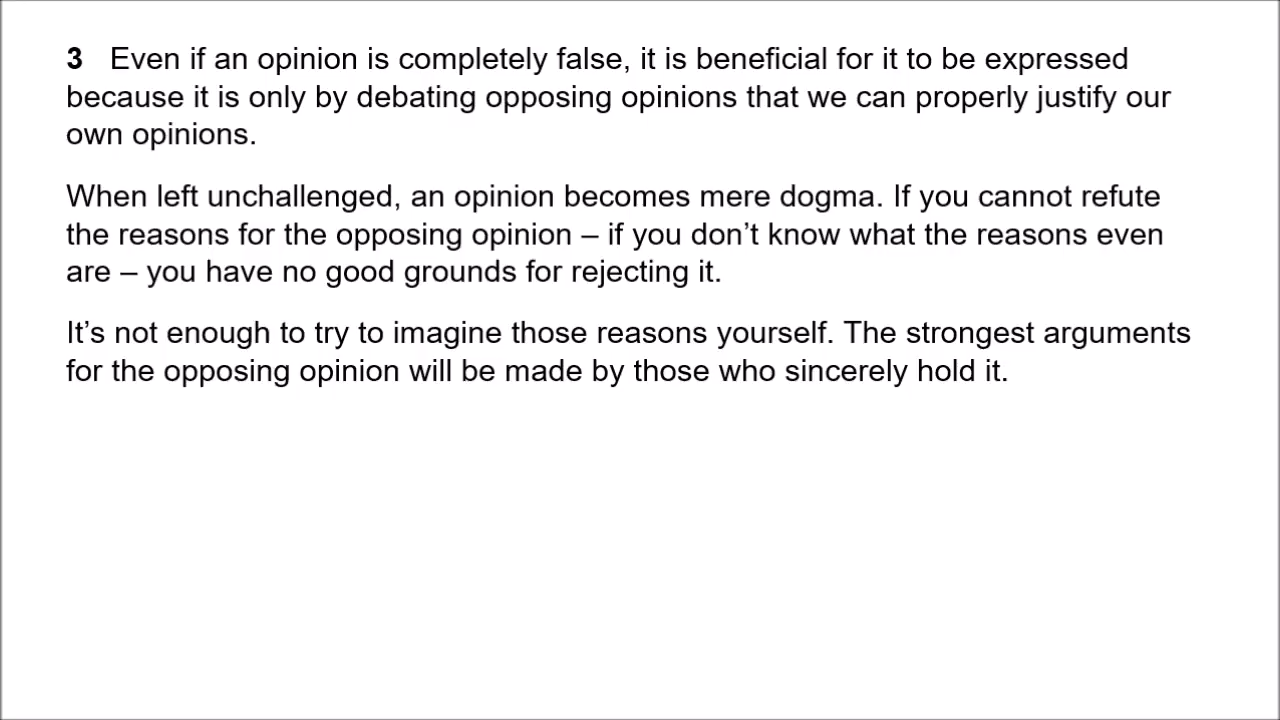 3 Even if an opinion is completely false, it is beneficial for it to be expressed
because it is only by debating opposing opinions that we can properly justify our
own opinions.
When left unchallenged, an opinion becomes mere dogma. If you cannot refute
the reasons for the opposing opinion – if you don’t know what the reasons even
are – you have no good grounds for rejecting it.
It’s not enough to try to imagine those reasons yourself. The strongest arguments
for the opposing opinion will be made by those who sincerely hold it.